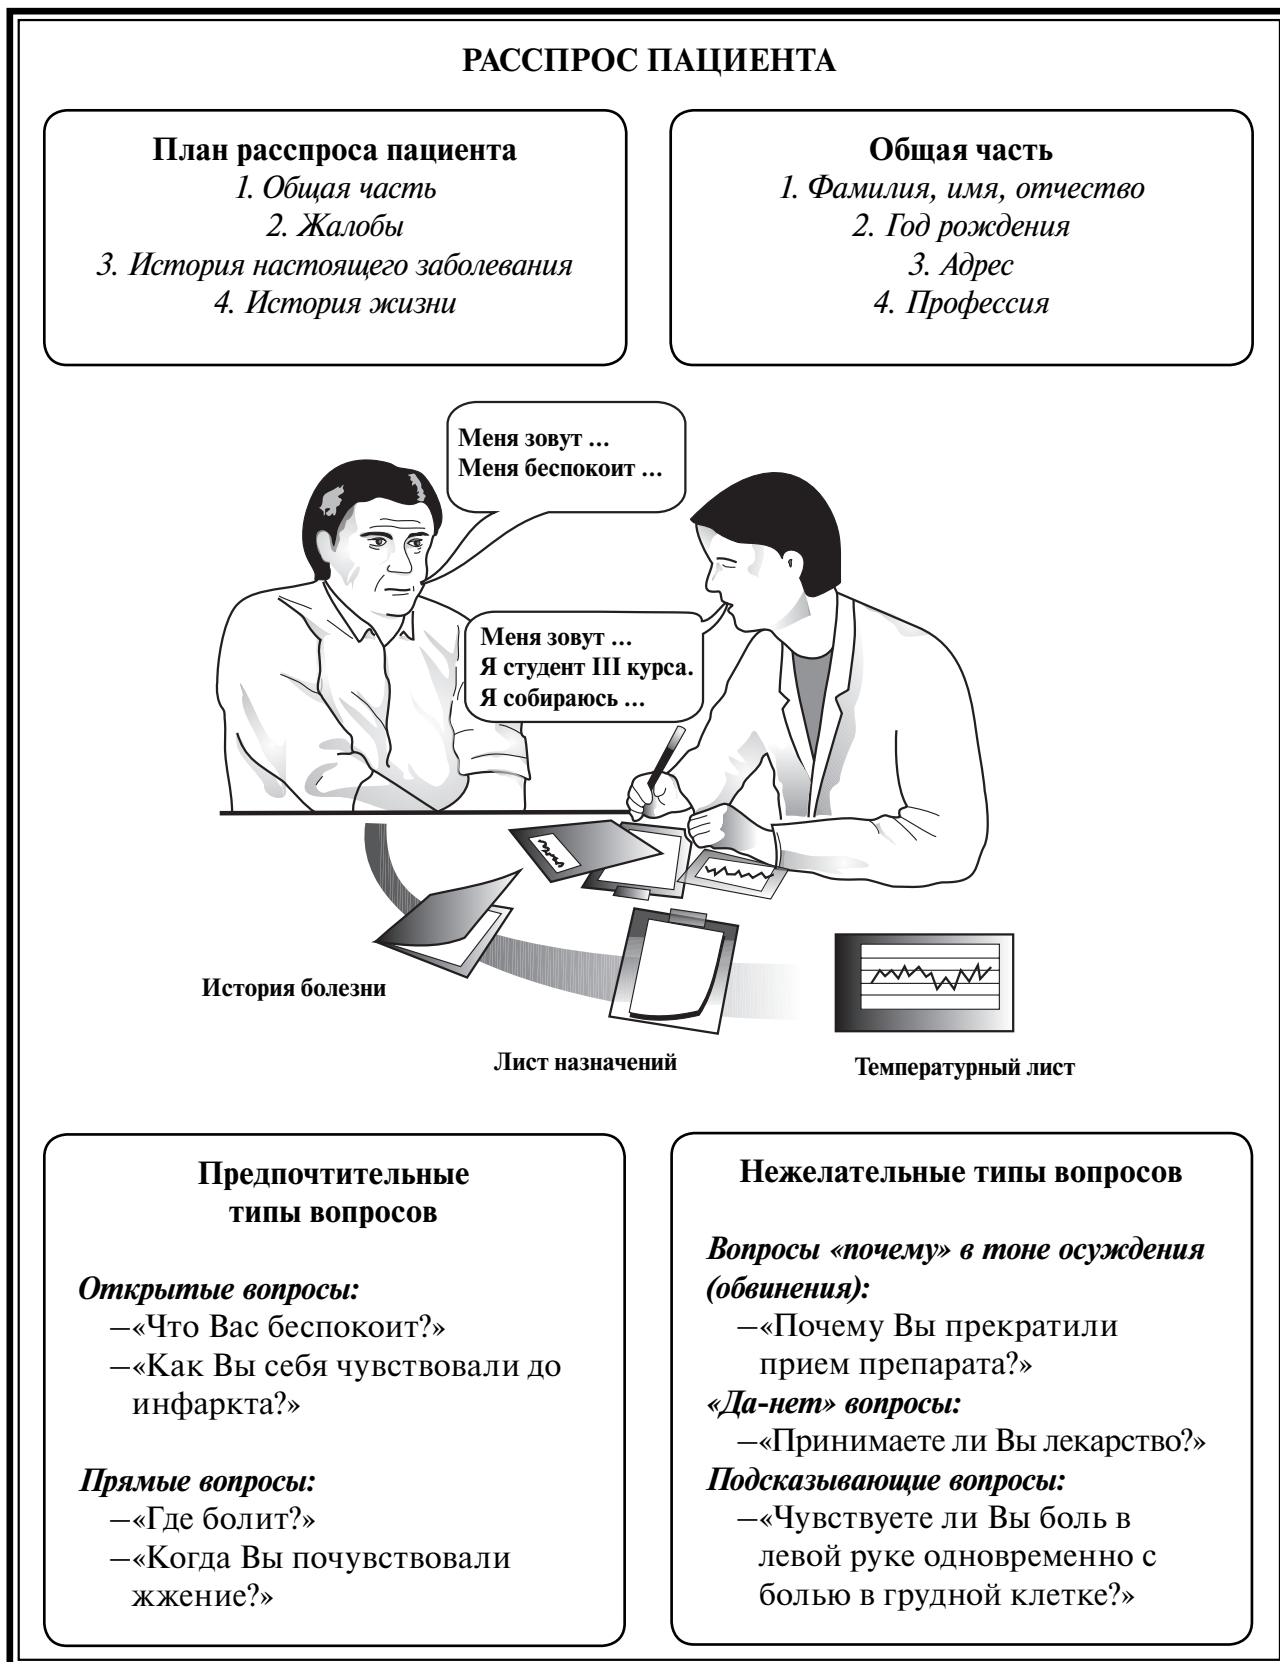 РАССПРОС ПАЦИЕНТА
План расспроса пациента
1. Общая часть
2. Жалобы
3. История настоящего заболевания
4. История жизни
Общая часть
1. Фамилия, имя, отчество
2. Год рождения
3. Адрес
4. Профессия
Меня зовут ...
Меня беспокоит ...
Меня зовут ...
Я студент III курса.
Я собираюсь ...
История болезни
Лист назначений
Температурный лист
Предпочтительные
типы вопросов
Открытые вопросы:
—«Что Вас беспокоит?»
—«Как Вы себя чувствовали до
инфаркта?»
Прямые вопросы:
—«Где болит?»
—«Когда Вы почувствовали
жжение?»
Нежелательные типы вопросов
Вопросы «почему» в тоне осуждения
(обвинения):
—«Почему Вы прекратили
прием препарата?»
«Да-нет» вопросы:
—«Принимаете ли Вы лекарство?»
Подсказывающие вопросы:
—«Чувствуете ли Вы боль в
левой руке одновременно с
болью в грудной клетке?»